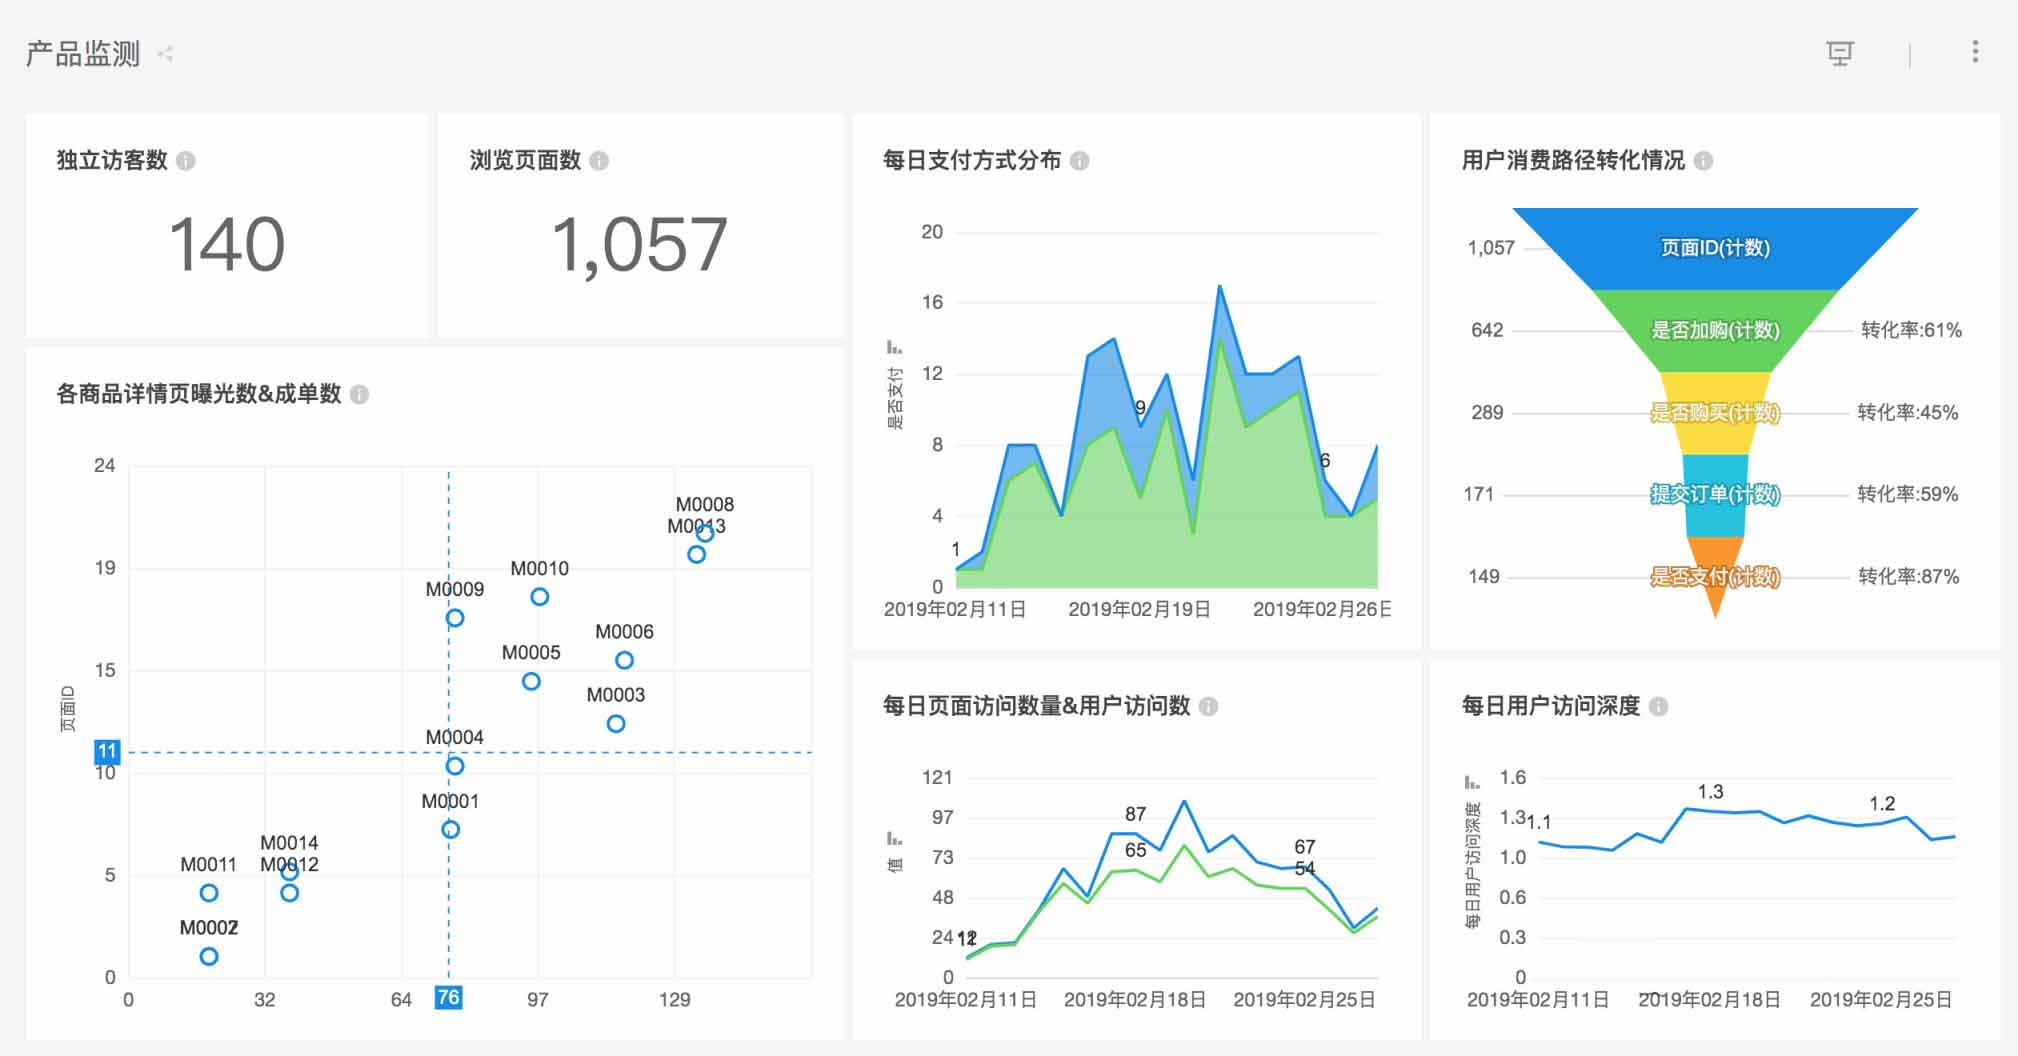 产品监测
独立访客数
140
浏览页面数
1,057
各商品详情页曝光数&成单数
24
19
15
11
10
5
0
页面ID
M0008
M0013
M0010
M0009
M0006
M0005
M0003
M0004
M0001
M0014
M0011
M0012
0
32
64
76
97
129
每日支付方式分布
20
16
12
8
4
0
是否支付
1
9
6
2019年02月11日
2019年02月19日
2019年02月26日
用户消费路径转化情况
1,057
页面ID(计数)
642
是否加购(计数)
转化率:61%
289
是否购买(计数)
转化率:45%
171
提交订单(计数)
转化率:59%
149
是否支付(计数)
转化率:87%
每日页面访问数量&用户访问数
121
97
73
48
24
0
值
87
65
67
54
2019年02月11日
2019年02月18日
2019年02月25日
每日用户访问深度
1.6
1.3
1.0
0.6
0.3
0
每日用户访问深度
1.1
1.3
1.2
2019年02月11日
2019年02月18日
2019年02月25日